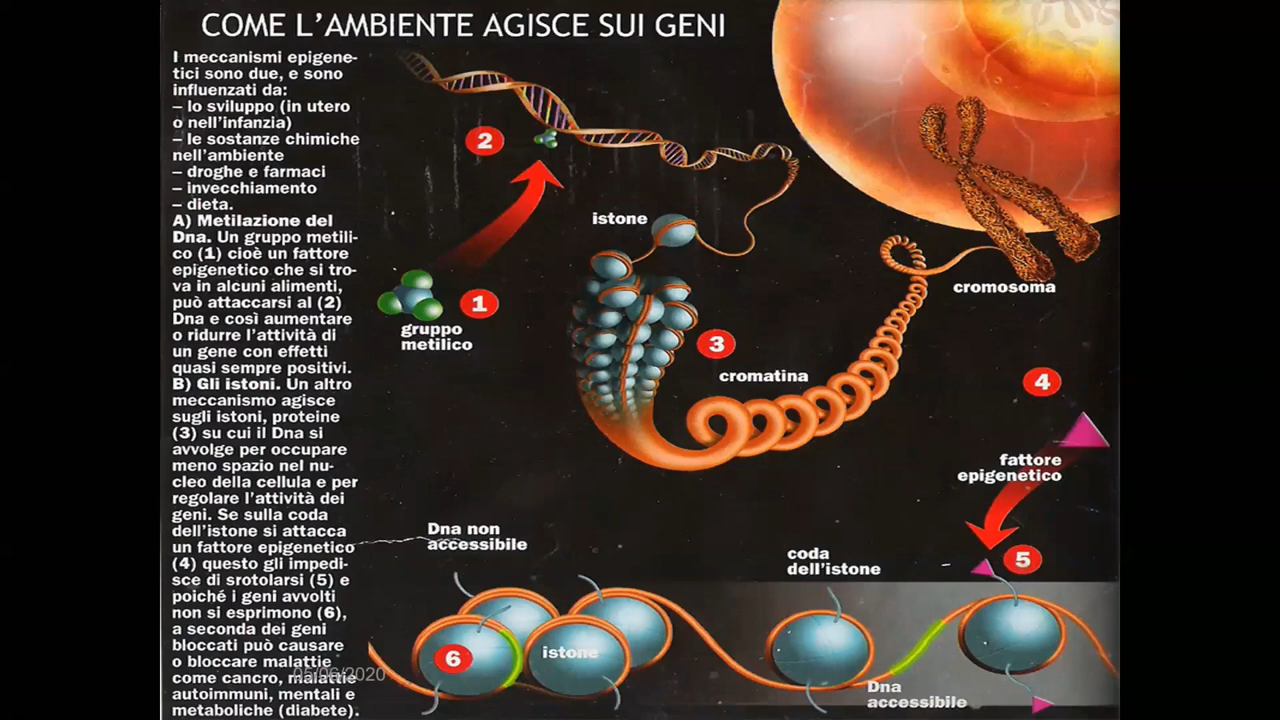 COME L'AMBIENTE AGISCE SUI GENI
I meccanismi epigene-
tici sono due, e sono
influenzati da:
– lo sviluppo (in utero
o nell'infanzia)
– le sostanze chimiche
nell'ambiente
– droghe e farmaci
– invecchiamento
– dieta.
A) Metilazione del
Dna. Un gruppo metili-
co (1) cioè un fattore
epigenetico che si tro-
va in alcuni alimenti,
può attaccarsi al (2)
Dna e così aumentare
o ridurre l'attività di
un gene con effetti
quasi sempre positivi.
B) Gli istoni. Un altro
meccanismo agisce
sugli istoni, proteine
(3) su cui il Dna si
avvolge per occupare
meno spazio nel nu-
cleo della cellula e per
regolare l'attività dei
geni. Se sulla coda
dell'istone si attacca
un fattore epigenetico
(4) questo gli impedi-
sce di srotolarsi (5) e
poiché i geni avvolti
non si esprimono (6),
a seconda dei geni
bloccati può causare
o bloccare malattie
come cancro, malattie
autoimmuni, mentali e
metaboliche (diabete).
05/06/2020
2
istone
1
gruppo
metilico
3
cromatina
cromosoma
4
fattore
epigenetico
5
Dna non
accessibile
coda
dell'istone
6
istone
Dna
accessibile